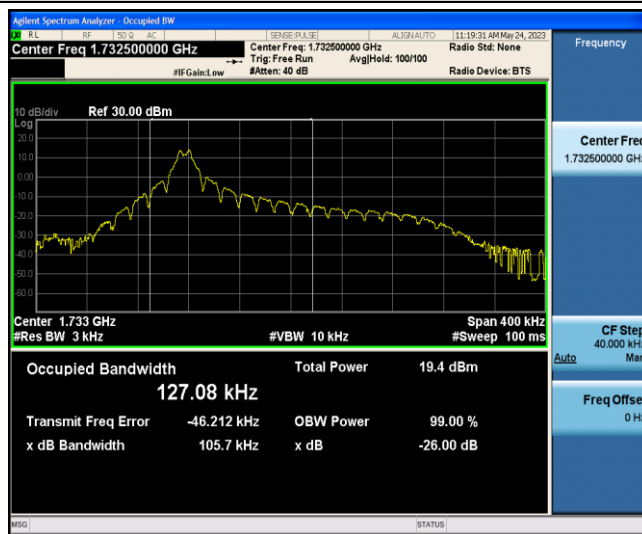 Agilent Spectrum Analyzer - Occupied BW
RL RF 50 Ω AC SENSE:PULSE ALIGNAUTO 11:19:31 AM May 24, 2023
Center Freq 1.732500000 GHz
Center Freq: 1.732500000 GHz
Radio Std: None
Trig: Free Run Avg|Hold: 100/100
#IFGain:Low
#Atten: 40 dB
Radio Device: BTS
Frequency
10 dB/div Ref 30.00 dBm
Log
20.0
10.0
0.00
-10.0
-20.0
-30.0
-40.0
-50.0
-60.0
Center 1.733 GHz
Span 400 kHz
#Res BW 3 kHz
#VBW 10 kHz
#Sweep 100 ms
Occupied Bandwidth
127.08 kHz
Total Power 19.4 dBm
Transmit Freq Error -46.212 kHz
OBW Power 99.00 %
x dB Bandwidth 105.7 kHz
x dB -26.00 dB
Center Freq
1.732500000 GHz
CF Step
40.000 kHz
Auto Man
Freq Offset
0 Hz
MSG
STATUS